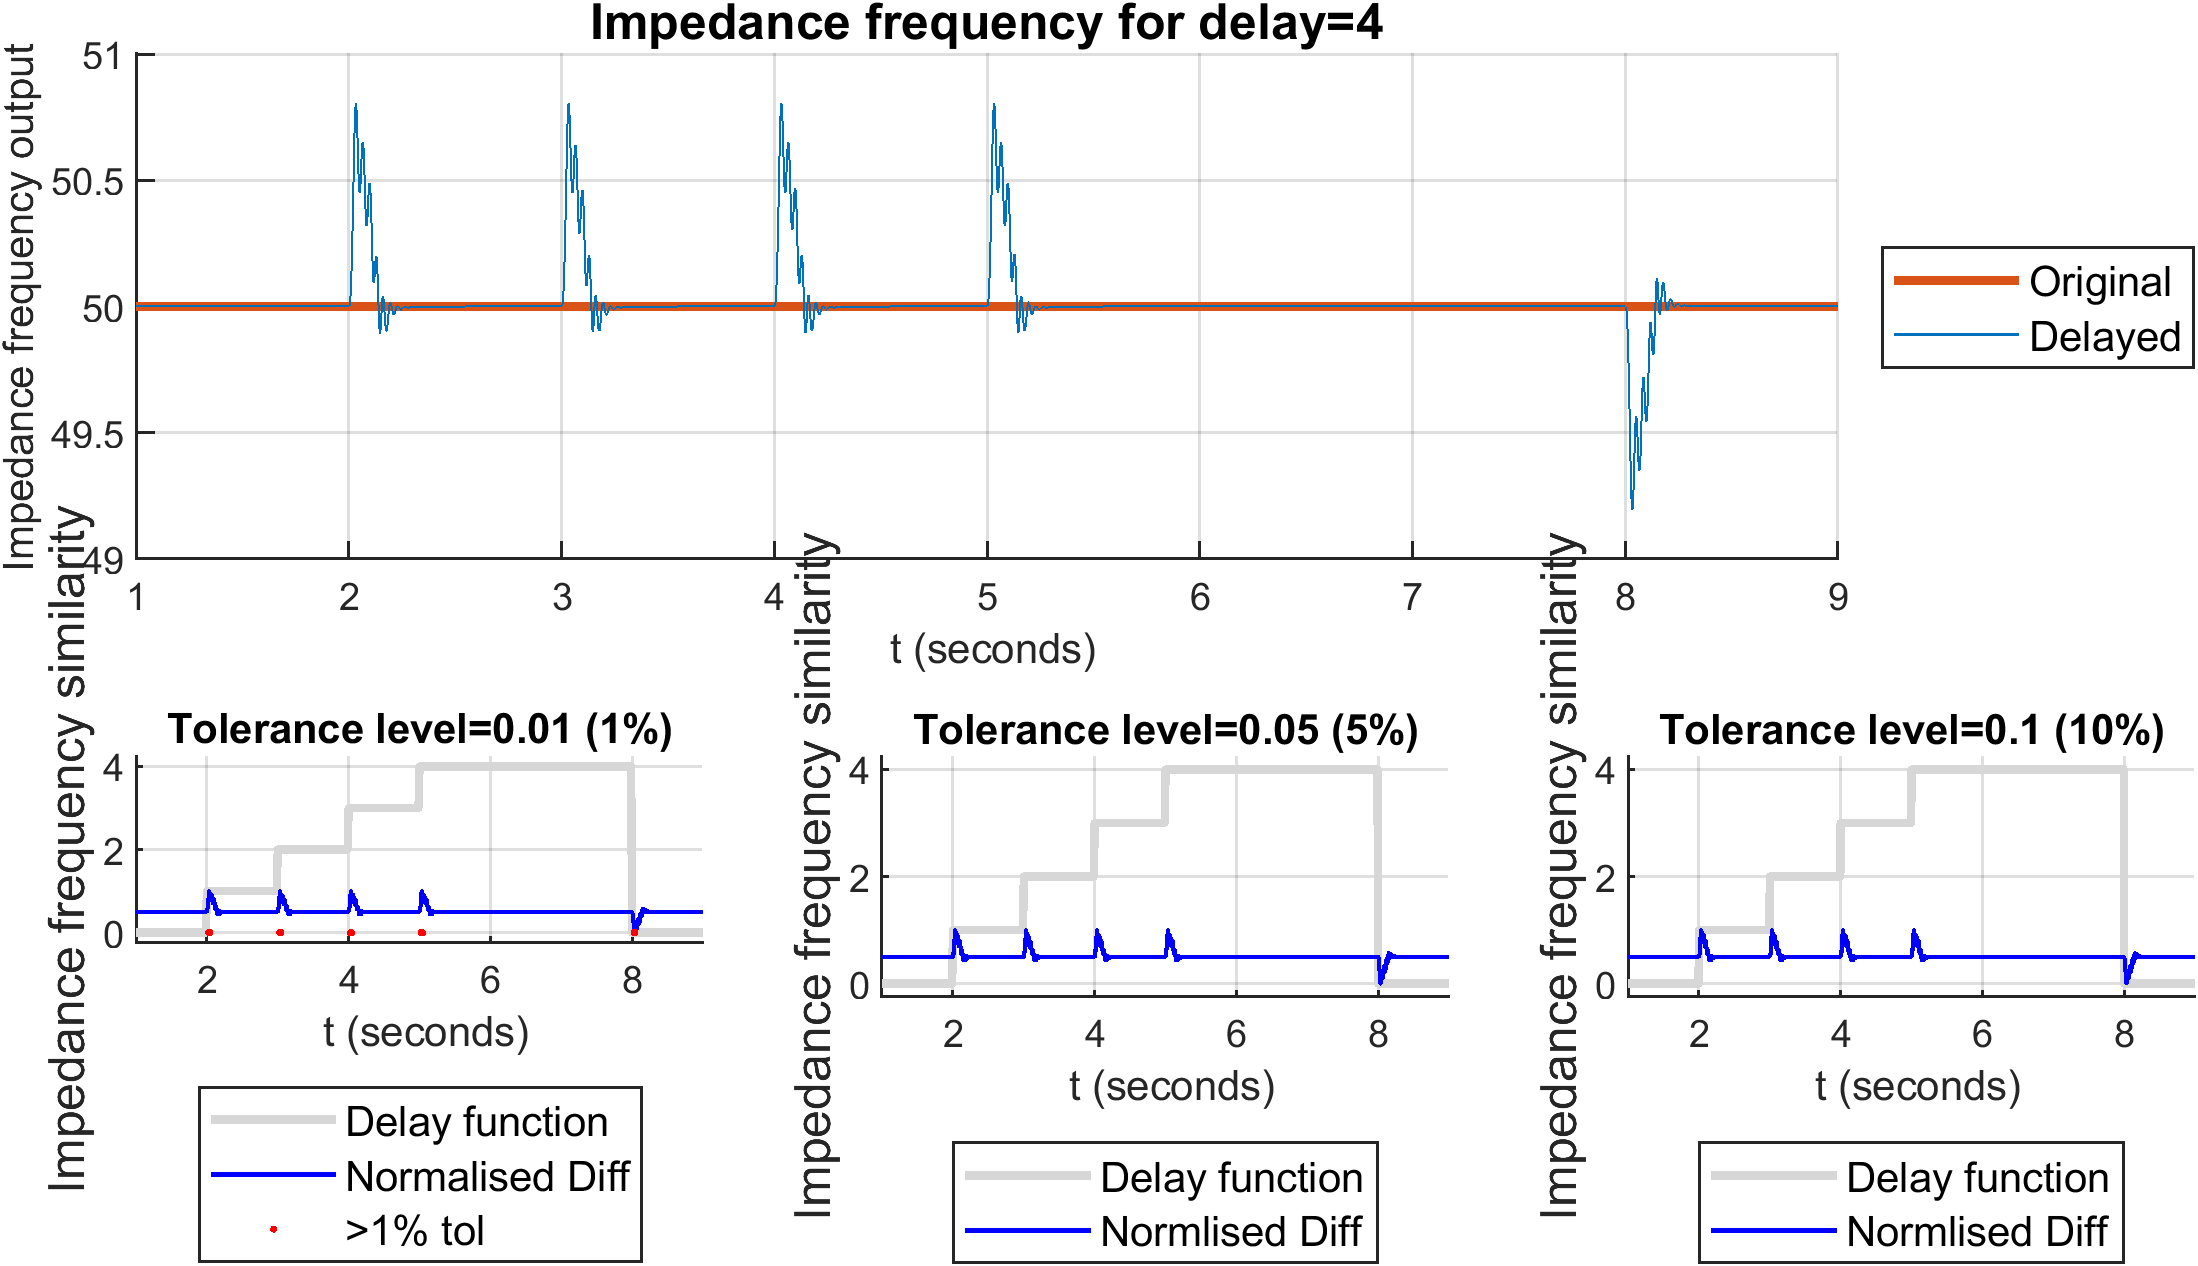 Impedance frequency for delay=4
Impedance frequency output
51
50.5
50
49.5
49
1 2 3 4 5 6 7 8 9
t (seconds)
Original
Delayed
Tolerance level=0.01 (1%)
Impedance frequency similarity
4
2
0
2 4 6 8
t (seconds)
Delay function
Normalised Diff
>1% tol
Tolerance level=0.05 (5%)
Impedance frequency similarity
4
2
0
2 4 6 8
t (seconds)
Delay function
Normlised Diff
Tolerance level=0.1 (10%)
Impedance frequency similarity
4
2
0
2 4 6 8
t (seconds)
Delay function
Normlised Diff